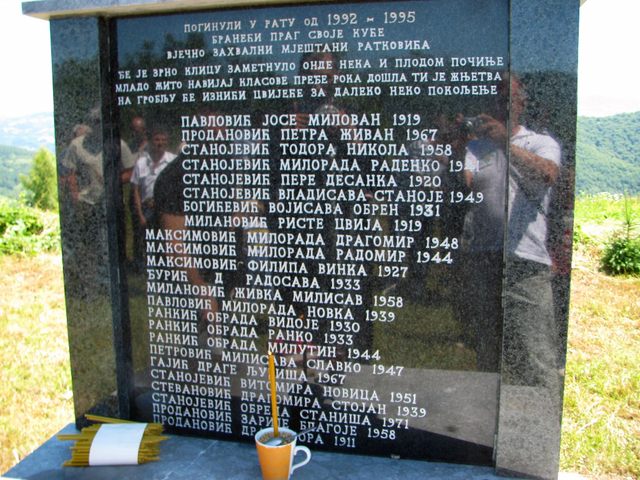 ПОГИНУЛИ У РАТУ ОД 1992 – 1995
БРАНЕЋИ ПРАГ СВОЈЕ КУЋЕ
ВЈЕЧНО ЗАХВАЛНИ МЈЕШТАНИ РАТКОВИЋА
ЂЕ ЈЕ ЗРНО КЛИЦУ ЗАМЕТНУЛО ОНДЕ НЕКА И ПЛОДОМ ПОЧИНЕ
МЛАДО ЖИТО НАВИЈАЈ КЛАСОВЕ ПРЕЂЕ РОКА ДОШЛА ТИ ЈЕ ЖЊЕТВА
НА ГРОБЉУ ЋЕ ИЗНИЋИ ЦВИЈЕЋЕ ЗА ДАЛЕКО НЕКО ПОКОЉЕЊЕ
ПАВЛОВИЋ ЈОСЕ МИЛОВАН 1919
ПРОДАНОВИЋ ПЕТРА ЖИВАН 1967
СТАНОЈЕВИЋ ТОДОРА НИКОЛА 1958
СТАНОЈЕВИЋ МИЛОРАДА РАДЕНКО
СТАНОЈЕВИЋ ПЕРЕ ДЕСАНКА 1920
СТАНОЈЕВИЋ ВЛАДИСАВА СТАНОЈЕ 1949
БОГИЋЕВИЋ ВОЈИСАВА ОБРЕН 1931
МИЛАНОВИЋ РИСТЕ ЦВИЈА 1919
МАКСИМОВИЋ МИЛОРАДА ДРАГОМИР 1948
МАКСИМОВИЋ МИЛОРАДА РАДОМИР 1944
МАКСИМОВИЋ ФИЛИПА ВИНКА 1927
ЂУРИЋ Д РАДОСАВА 1933
МИЛАНОВИЋ ЖИВКА МИЛИСАВ 1958
ПАВЛОВИЋ МИЛОРАДА НОВКА 1939
РАНКИЋ ОБРАДА ВИДОЈЕ 1930
РАНКИЋ ОБРАДА РАНКО 1933
РАНКИЋ ОБРАДА МИЛУТИН 1944
ПЕТРОВИЋ МИЛИСАВА СЛАВКО 1947
ГАЈИЋ ДРАГЕ ЉУБИША 1967
СТАНОЈЕВИЋ ВИТОМИРА НОВИЦА 1951
СТЕВАНОВИЋ ДРАГОМИРА СТОЈАН 1939
СТАНОЈЕВИЋ ОБРЕНА СТАНИША 1971
ПРОДАНОВИЋ ЗАРИЈЕ БЛАГОЈЕ 1958
ПРОДАНОВИЋ 1911